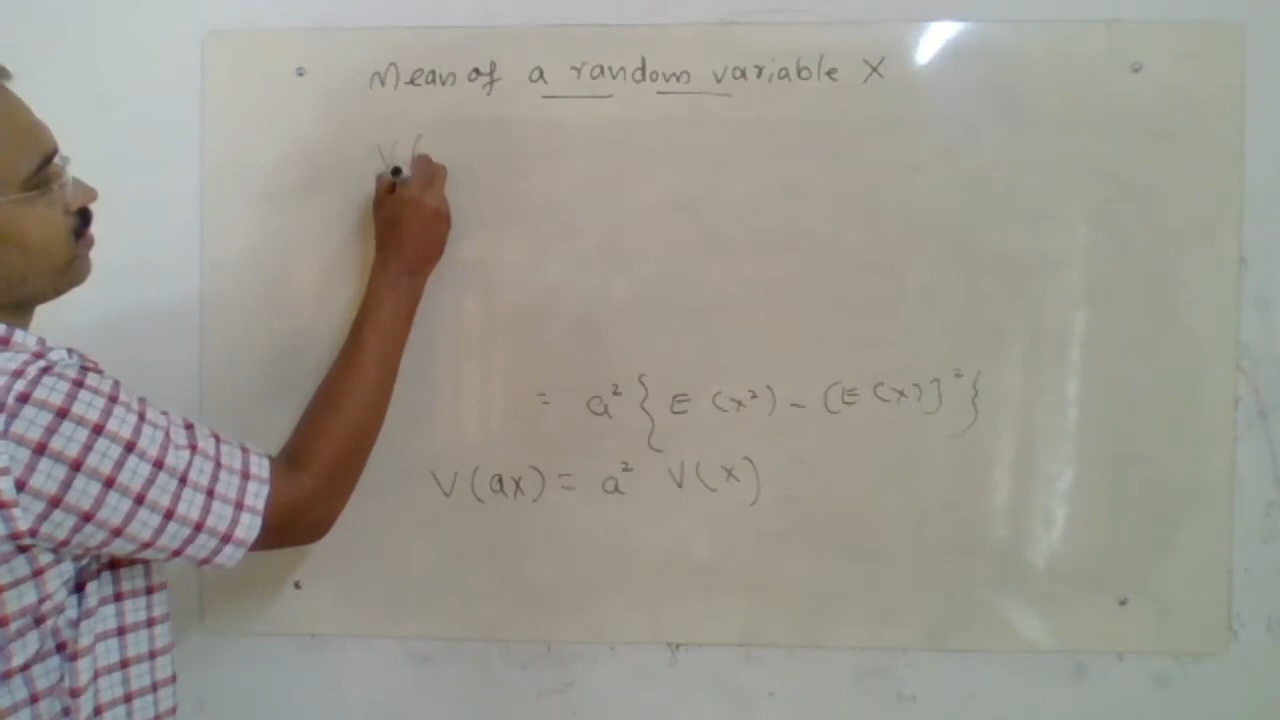 Mean of a random variable X
V(
= a² { E (x²) - [E (x)]² }
V(ax) = a² V(x)